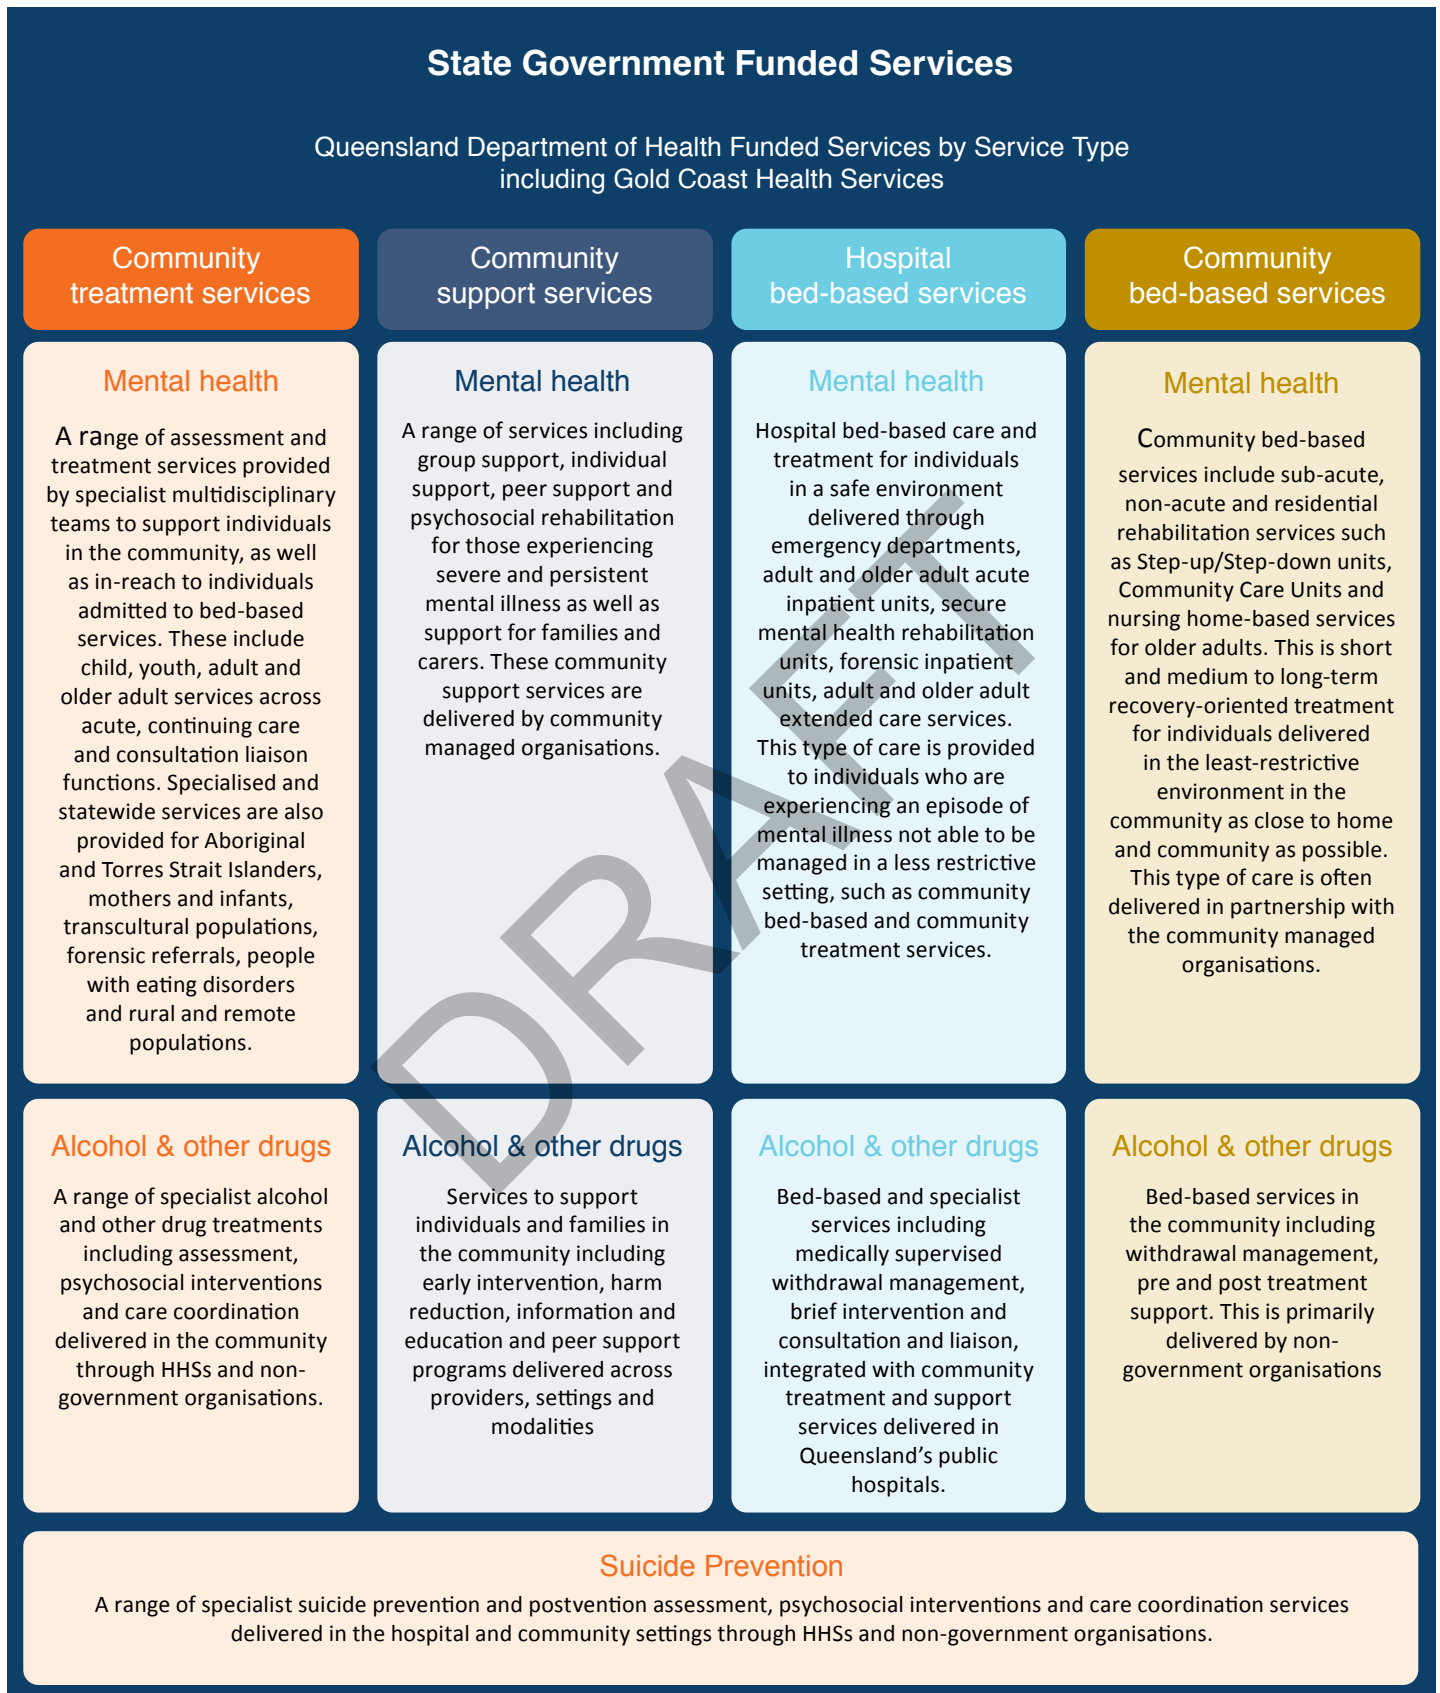 State Government Funded Services
Queensland Department of Health Funded Services by Service Type
including Gold Coast Health Services
Community
treatment services
Mental health
A range of assessment and
treatment services provided
by specialist multidisciplinary
teams to support individuals
in the community, as well
as in-reach to individuals
admitted to bed-based
services. These include
child, youth, adult and
older adult services across
acute, continuing care
and consultation liaison
functions. Specialised and
statewide services are also
provided for Aboriginal
and Torres Strait Islanders,
mothers and infants,
transcultural populations,
forensic referrals, people
with eating disorders
and rural and remote
populations.
Alcohol & other drugs
A range of specialist alcohol
and other drug treatments
including assessment,
psychosocial interventions
and care coordination
delivered in the community
through HHSs and non-
government organisations.
Community
support services
Mental health
A range of services including
group support, individual
support, peer support and
psychosocial rehabilitation
for those experiencing
severe and persistent
mental illness as well as
support for families and
carers. These community
support services are
delivered by community
managed organisations.
Alcohol & other drugs
Services to support
individuals and families in
the community including
early intervention, harm
reduction, information and
education and peer support
programs delivered across
providers, settings and
modalities
Hospital
bed-based services
Mental health
Hospital bed-based care and
treatment for individuals
in a safe environment
delivered through
emergency departments,
adult and older adult acute
inpatient units, secure
mental health rehabilitation
units, forensic inpatient
units, adult and older adult
extended care services.
This type of care is provided
to individuals who are
experiencing an episode of
mental illness not able to be
managed in a less restrictive
setting, such as community
bed-based and community
treatment services.
Alcohol & other drugs
Bed-based and specialist
services including
medically supervised
withdrawal management,
brief intervention and
consultation and liaison,
integrated with community
treatment and support
services delivered in
Queensland’s public
hospitals.
Community
bed-based services
Mental health
Community bed-based
services include sub-acute,
non-acute and residential
rehabilitation services such
as Step-up/Step-down units,
Community Care Units and
nursing home-based services
for older adults. This is short
and medium to long-term
recovery-oriented treatment
for individuals delivered
in the least-restrictive
environment in the
community as close to home
and community as possible.
This type of care is often
delivered in partnership with
the community managed
organisations.
Alcohol & other drugs
Bed-based services in
the community including
withdrawal management,
pre and post treatment
support. This is primarily
delivered by non-
government organisations
Suicide Prevention
A range of specialist suicide prevention and postvention assessment, psychosocial interventions and care coordination services
delivered in the hospital and community settings through HHSs and non-government organisations.
DRAFT